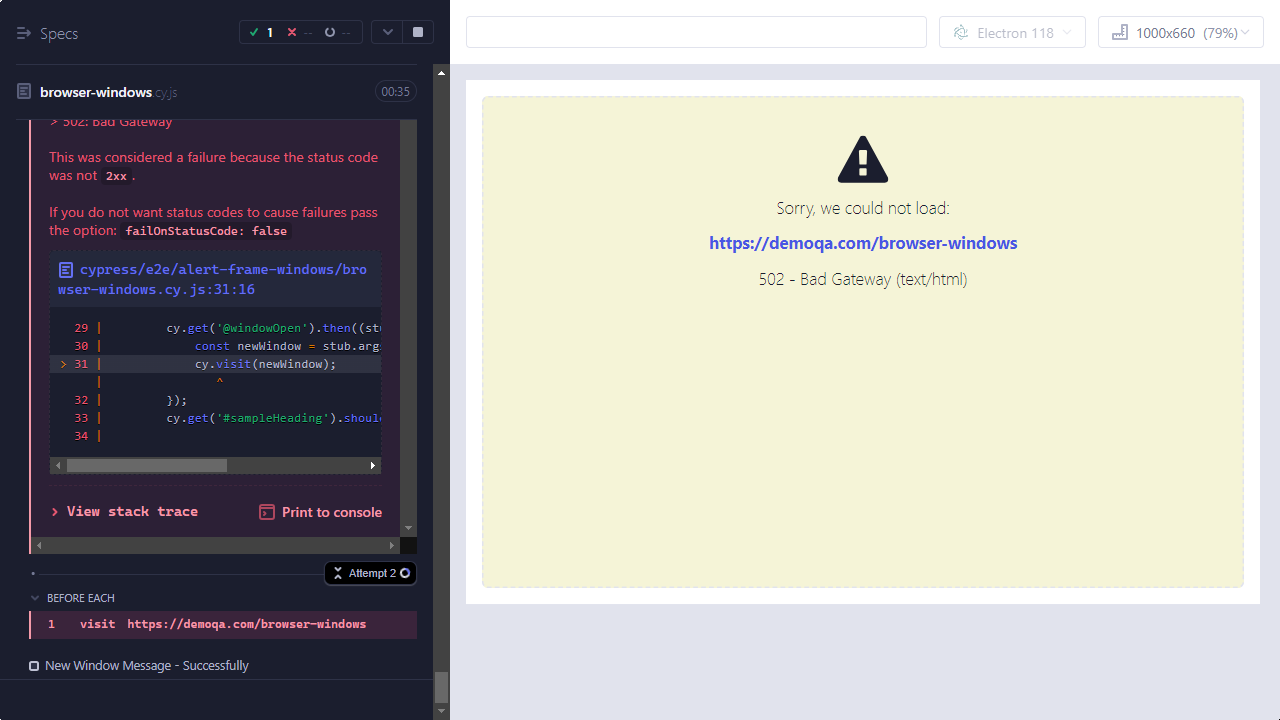 Specs
1
--
--
browser-windows.cy.js
00:35
> 502: Bad Gateway
This was considered a failure because the status code
was not 2xx.
If you do not want status codes to cause failures pass
the option: failOnStatusCode: false
cypress/e2e/alert-frame-windows/bro
wser-windows.cy.js:31:16
29 | cy.get('@windowOpen').then((stu
30 | const newWindow = stub.args
> 31 | cy.visit(newWindow);
| ^
32 | });
33 | cy.get('#sampleHeading').shoul
34 |
> View stack trace
Print to console
Attempt 2
BEFORE EACH
1 visit https://demoqa.com/browser-windows
New Window Message - Successfully
Electron 118
1000x660 (79%)
Sorry, we could not load:
https://demoqa.com/browser-windows
502 - Bad Gateway (text/html)